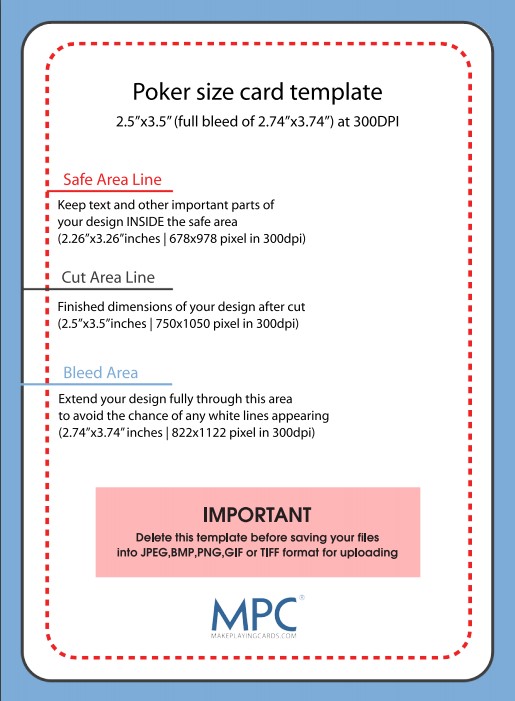 Poker size card template
2.5”x3.5” (full bleed of 2.74”x3.74”) at 300DPI
Safe Area Line
Keep text and other important parts of
your design INSIDE the safe area
(2.26”x3.26”inches | 678x978 pixel in 300dpi)
Cut Area Line
Finished dimensions of your design after cut
(2.5”x3.5”inches | 750x1050 pixel in 300dpi)
Bleed Area
Extend your design fully through this area
to avoid the chance of any white lines appearing
(2.74”x3.74”inches | 822x1122 pixel in 300dpi)
IMPORTANT
Delete this template before saving your files
into JPEG,BMP,PNG,GIF or TIFF format for uploading
MPC®
MAKEPLAYINGCARDS.COM